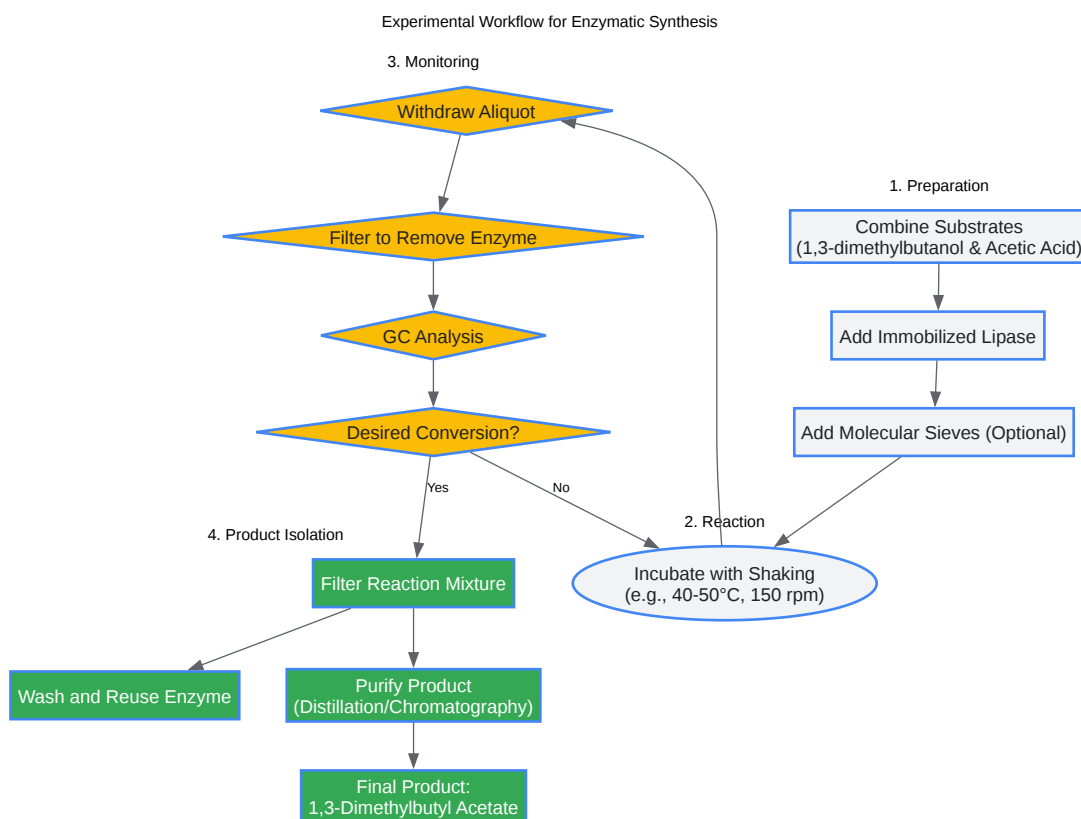 Experimental Workflow for Enzymatic Synthesis
3. Monitoring
Withdraw Aliquot
Filter to Remove Enzyme
GC Analysis
Desired Conversion?
Yes
No
1. Preparation
Combine Substrates
(1,3-dimethylbutanol & Acetic Acid)
Add Immobilized Lipase
Add Molecular Sieves (Optional)
2. Reaction
Incubate with Shaking
(e.g., 40-50°C, 150 rpm)
4. Product Isolation
Filter Reaction Mixture
Wash and Reuse Enzyme
Purify Product
(Distillation/Chromatography)
Final Product:
1,3-Dimethylbutyl Acetate